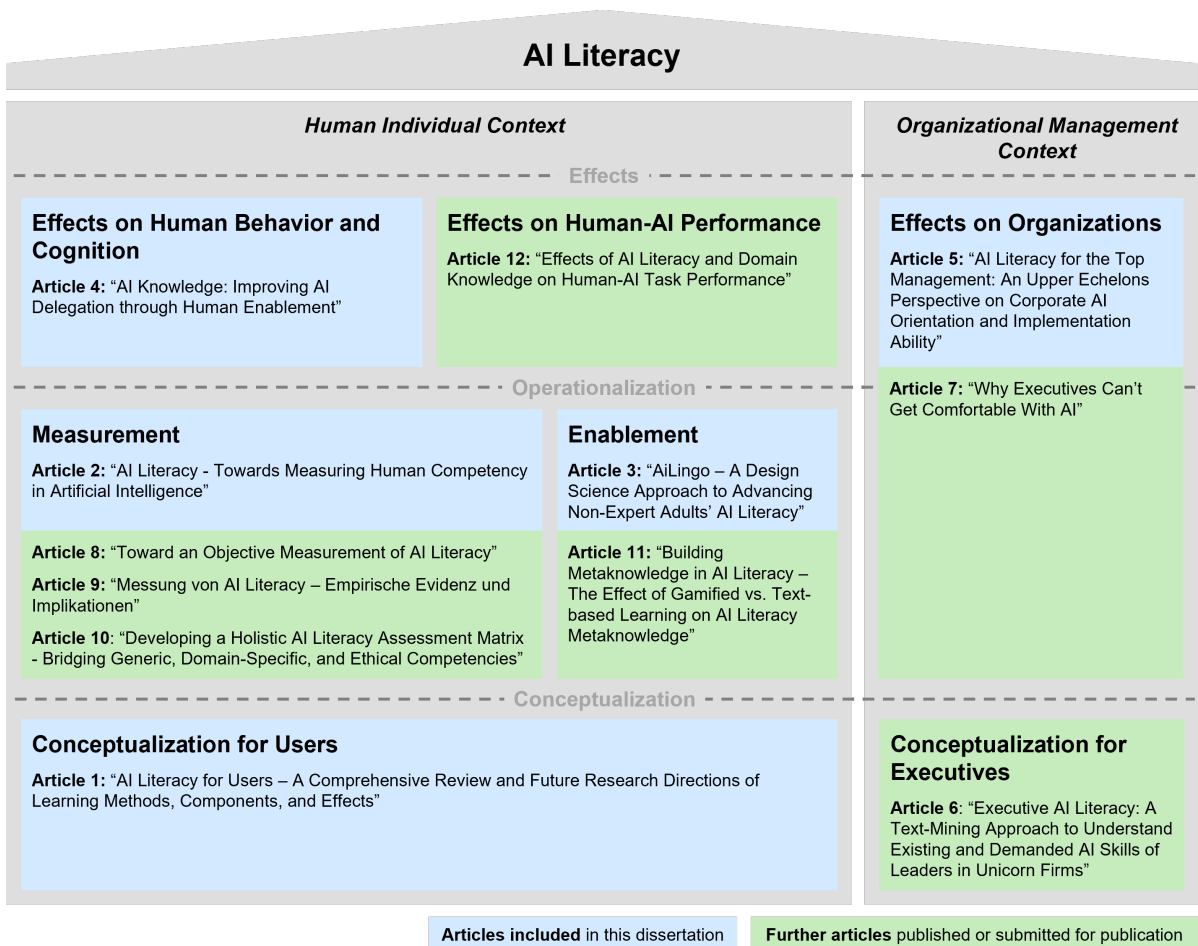 AI Literacy
Human Individual Context
Organizational Management
Context
Effects
Effects on Human Behavior and
Cognition
Article 4: “AI Knowledge: Improving AI
Delegation through Human Enablement”
Effects on Human-AI Performance
Article 12: “Effects of AI Literacy and Domain
Knowledge on Human-AI Task Performance”
Effects on Organizations
Article 5: “AI Literacy for the Top
Management: An Upper Echelons
Perspective on Corporate AI
Orientation and Implementation
Ability”
Article 7: “Why Executives Can’t
Get Comfortable With AI”
Operationalization
Measurement
Article 2: “AI Literacy - Towards Measuring Human Competency
in Artificial Intelligence”
Article 8: “Toward an Objective Measurement of AI Literacy”
Article 9: “Messung von AI Literacy – Empirische Evidenz und
Implikationen”
Article 10: “Developing a Holistic AI Literacy Assessment Matrix
- Bridging Generic, Domain-Specific, and Ethical Competencies”
Enablement
Article 3: “AiLingo – A Design
Science Approach to Advancing
Non-Expert Adults’ AI Literacy”
Article 11: “Building
Metaknowledge in AI Literacy –
The Effect of Gamified vs. Text-
based Learning on AI Literacy
Metaknowledge”
Conceptualization
Conceptualization for Users
Article 1: “AI Literacy for Users – A Comprehensive Review and Future Research Directions of
Learning Methods, Components, and Effects”
Conceptualization for
Executives
Article 6: “Executive AI Literacy: A
Text-Mining Approach to Understand
Existing and Demanded AI Skills of
Leaders in Unicorn Firms”
Articles included in this dissertation
Further articles published or submitted for publication